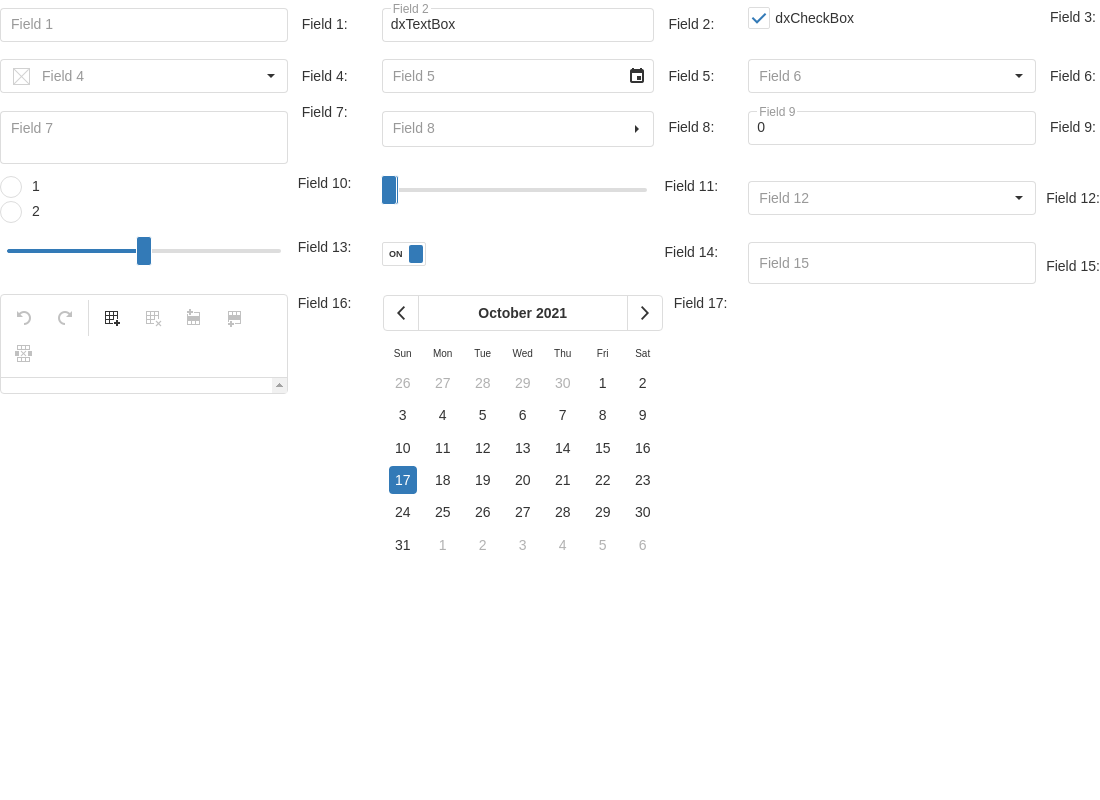 Field 1
Field 1:
Field 2
dxTextBox
Field 2:
dxCheckBox
Field 3:
Field 4
Field 4:
Field 5
Field 5:
Field 6
Field 6:
Field 7
Field 7:
Field 8
Field 8:
Field 9
0
Field 9:
1
2
Field 10:
Field 11:
Field 12
Field 12:
Field 13:
ON
Field 14:
Field 15
Field 15:
Field 16:
October 2021
Field 17:
Sun Mon Tue Wed Thu Fri Sat
26 27 28 29 30 1 2
3 4 5 6 7 8 9
10 11 12 13 14 15 16
17 18 19 20 21 22 23
24 25 26 27 28 29 30
31 1 2 3 4 5 6